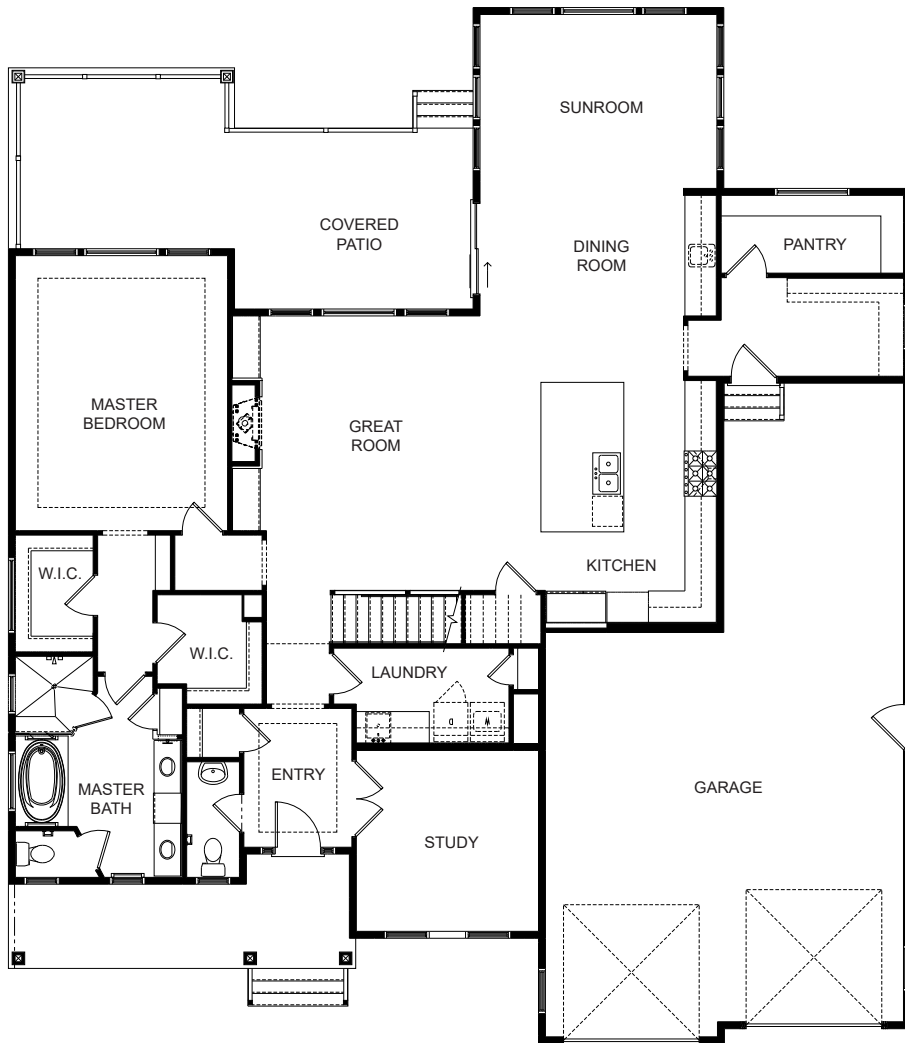 SUNROOM
COVERED
PATIO
DINING
ROOM
PANTRY
MASTER
BEDROOM
GREAT
ROOM
KITCHEN
W.I.C.
W.I.C.
LAUNDRY
D
W
ENTRY
MASTER
BATH
STUDY
GARAGE